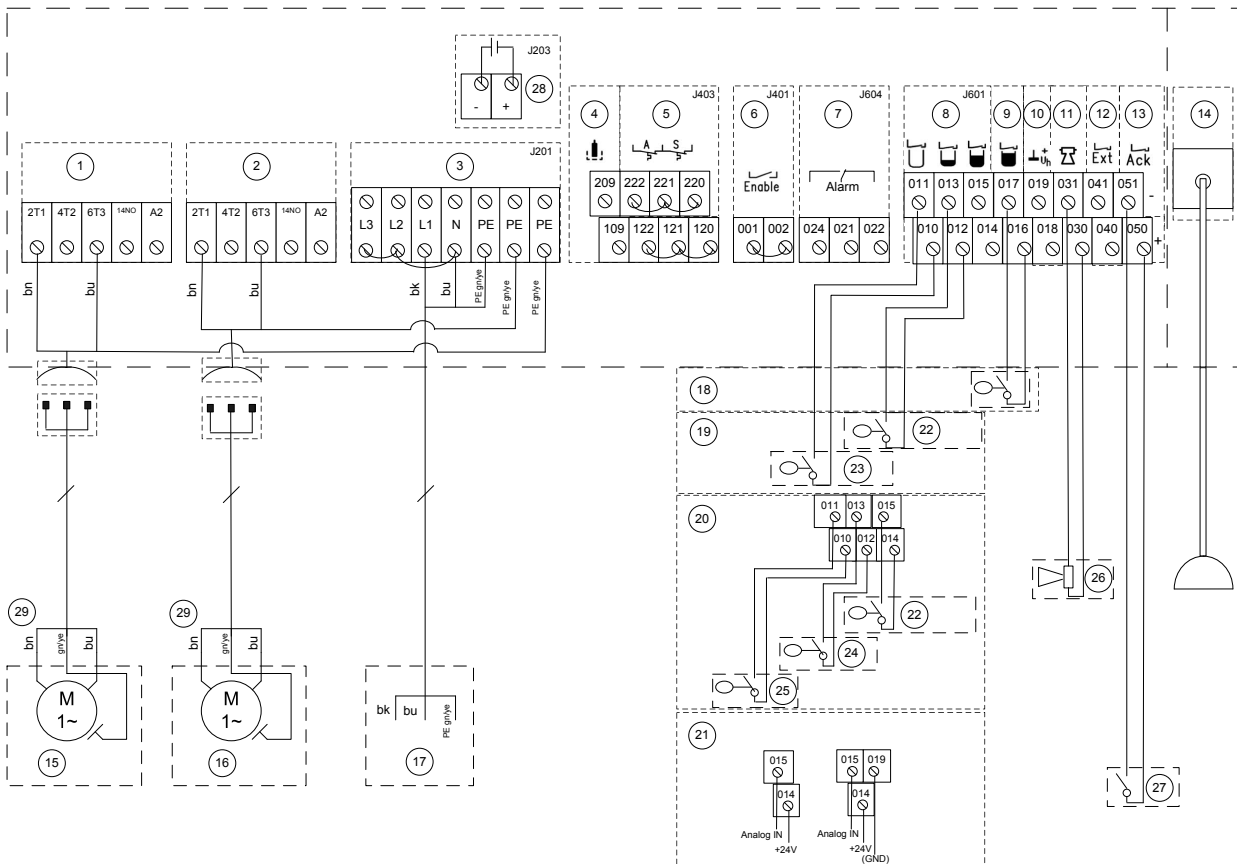 J203
- +
28
4 5 J403
6 J401
7 J604
8 J601 9 10 11 12 13
14
1
2
3 J201
A S
Enable
Alarm
+
Uh
Ext
Ack
2T1 4T2 6T3 14NO A2
2T1 4T2 6T3 14NO A2
L3 L2 L1 N PE PE PE
209 222 221 220
109 122 121 120
001 002
024 021 022
011 013 015 017 019 031 041 051 -
010 012 014 016 018 030 040 050 +
bn bu
bn bu
bk bu PE gn/ye PE gn/ye PE gn/ye
18
19
22
23
20
011 013 015
010 012 014
22
24
25
26
27
21
015
014
Analog IN
+24V
015 019
014
Analog IN
+24V
(GND)
29
bn gn/ye bu
M
1~
15
29
bn gn/ye bu
M
1~
16
bk bu PE gn/ye
17